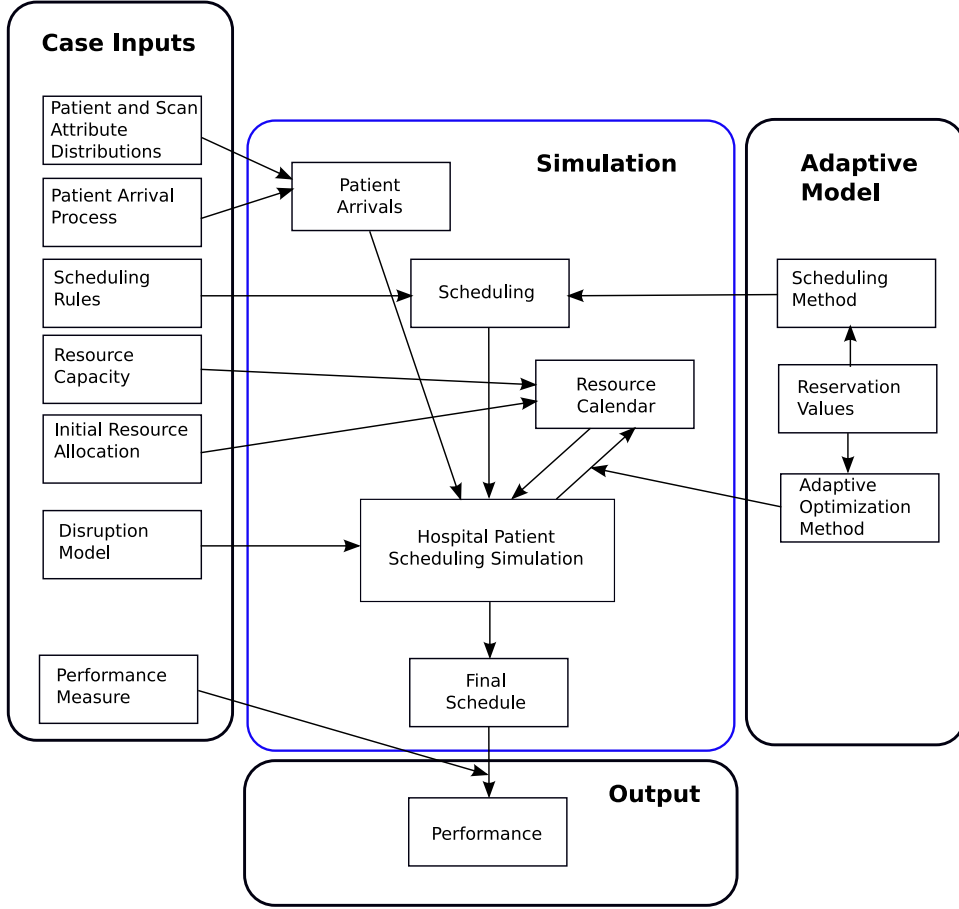 Case Inputs
Patient and Scan
Attribute
Distributions
Patient Arrival
Process
Scheduling
Rules
Resource
Capacity
Initial Resource
Allocation
Disruption
Model
Performance
Measure
Simulation
Patient
Arrivals
Scheduling
Resource
Calendar
Hospital Patient
Scheduling Simulation
Final
Schedule
Adaptive
Model
Scheduling
Method
Reservation
Values
Adaptive
Optimization
Method
Output
Performance